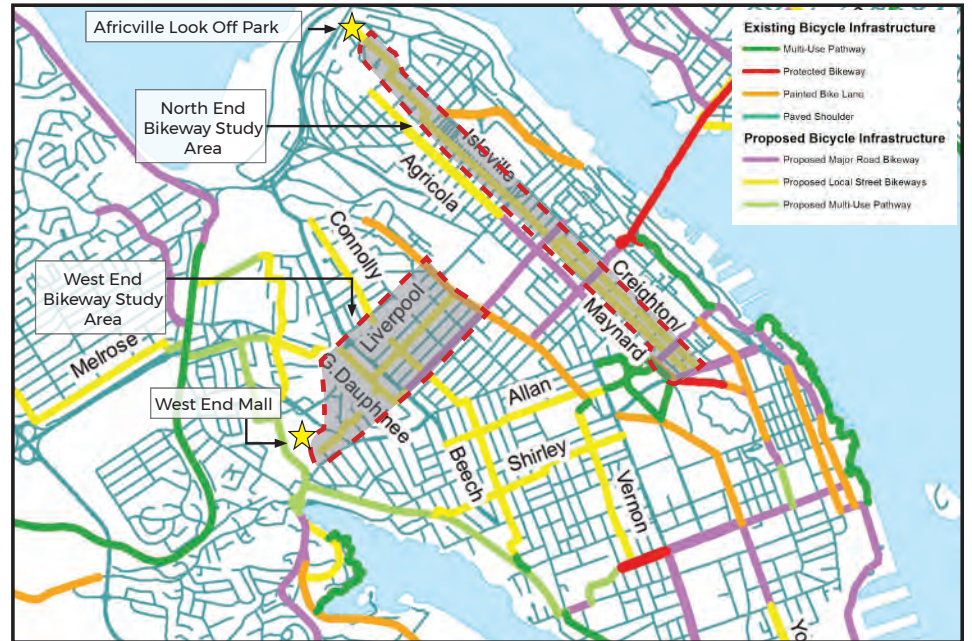 Africville Look Off Park
North End
Bikeway Study
Area
Isleville
Agricola
Connolly
West End
Bikeway Study
Area
Liverpool
Creighton/
Maynard
Melrose
G. Dauphinee
West End Mall
Allan
Beech
Shirley
Vernon
Yo
Existing Bicycle Infrastructure
Multi-Use Pathway
Protected Bikeway
Painted Bike Lane
Paved Shoulder
Proposed Bicycle Infrastructure
Proposed Major Road Bikeway
Proposed Local Street Bikeways
Proposed Multi-Use Pathway